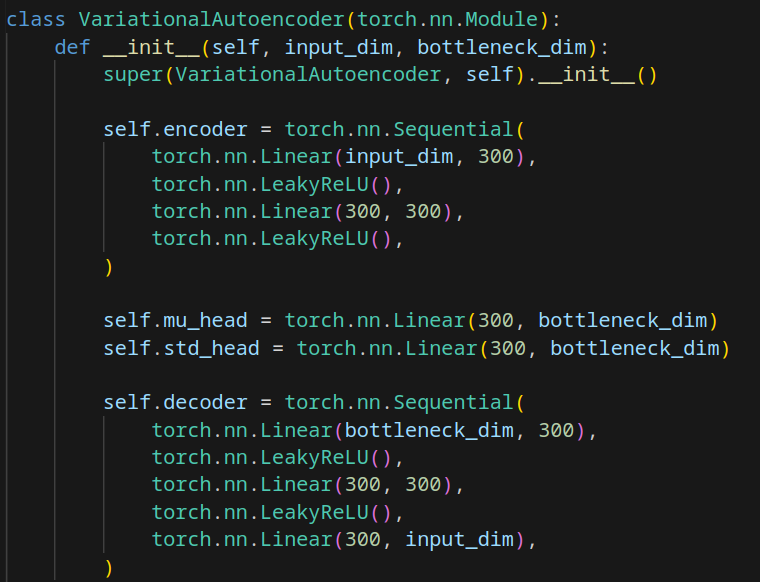 class VariationalAutoencoder(torch.nn.Module):
    def __init__(self, input_dim, bottleneck_dim):
        super(VariationalAutoencoder, self).__init__()

        self.encoder = torch.nn.Sequential(
            torch.nn.Linear(input_dim, 300),
            torch.nn.LeakyReLU(),
            torch.nn.Linear(300, 300),
            torch.nn.LeakyReLU(),
        )

        self.mu_head = torch.nn.Linear(300, bottleneck_dim)
        self.std_head = torch.nn.Linear(300, bottleneck_dim)

        self.decoder = torch.nn.Sequential(
            torch.nn.Linear(bottleneck_dim, 300),
            torch.nn.LeakyReLU(),
            torch.nn.Linear(300, 300),
            torch.nn.LeakyReLU(),
            torch.nn.Linear(300, input_dim),
        )